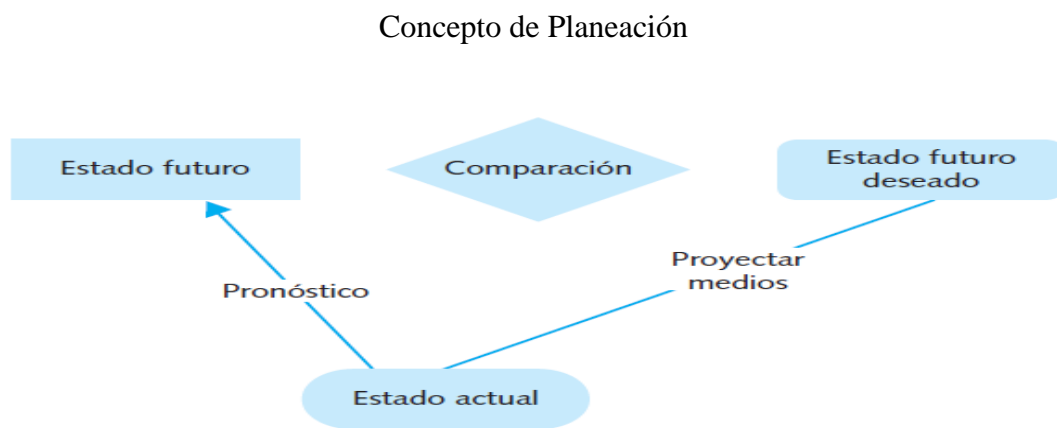 Concepto de Planeación
Estado futuro
Comparación
Estado futuro
deseado
Proyectar
medios
Pronóstico
Estado actual